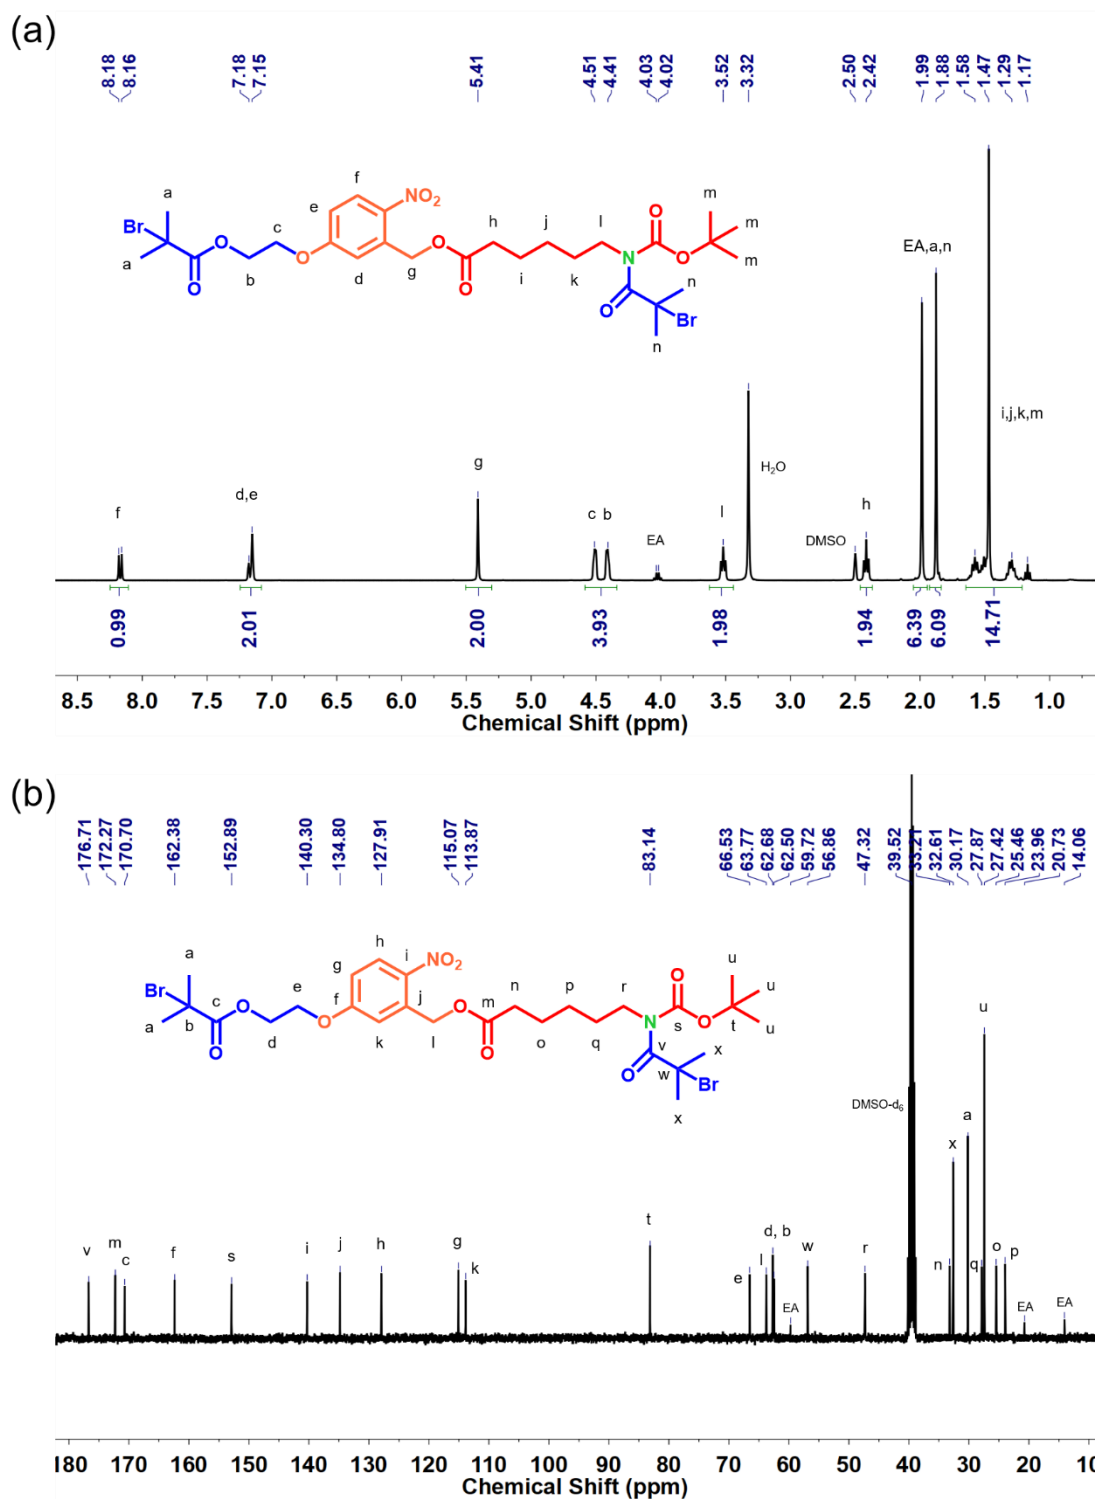 (a)
8.18
8.16
7.18
7.15
5.41
4.51
4.41
4.03
4.02
3.52
3.32
2.50
2.42
1.99
1.88
1.58
1.47
1.29
1.17
a
Br
a
O
O
b
c
O
e
f
NO2
d
g
O
O
h
i
j
k
l
N
O
O
m
m
m
O
n
Br
n
EA,a,n
i,j,k,m
f
d,e
g
c
b
EA
l
H2O
DMSO
h
0.99
2.01
2.00
3.93
1.98
1.94
6.39
6.09
14.71
8.5 8.0 7.5 7.0 6.5 6.0 5.5 5.0 4.5 4.0 3.5 3.0 2.5 2.0 1.5 1.0
Chemical Shift (ppm)
(b)
176.71
172.27
170.70
162.38
152.89
140.30
134.80
127.91
115.07
113.87
83.14
66.53
63.77
62.68
62.50
59.72
56.86
47.32
39.52
33.21
32.61
30.17
27.87
27.42
25.46
23.96
20.73
14.06
a
Br
a
b
c
O
O
d
e
O
f
g
h
i
NO2
j
k
l
O
m
O
n
o
p
q
r
N
s
O
O
t
u
u
u
v
O
w
Br
x
x
DMSO-d6
v
m
c
f
s
i
j
h
g
k
t
e
l
d, b
EA
w
r
n
x
a
q
u
o
p
EA
EA
180 170 160 150 140 130 120 110 100 90 80 70 60 50 40 30 20 10
Chemical Shift (ppm)